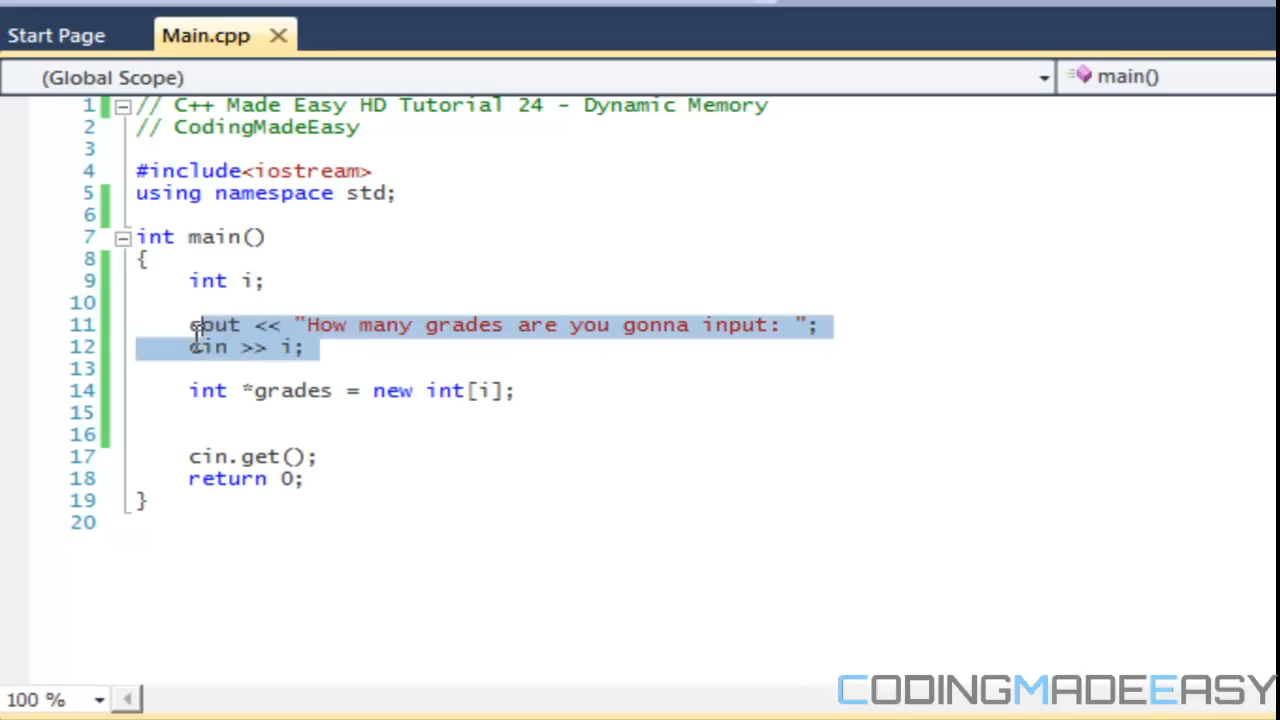 Start Page
Main.cpp
(Global Scope)
main()
1 // C++ Made Easy HD Tutorial 24 - Dynamic Memory
2 // CodingMadeEasy
3
4 #include<iostream>
5 using namespace std;
6
7 int main()
8 {
9 int i;
10
11 cout << "How many grades are you gonna input: ";
12 cin >> i;
13
14 int *grades = new int[i];
15
16
17 cin.get();
18 return 0;
19 }
20
100 %
CODINGMADEEASY